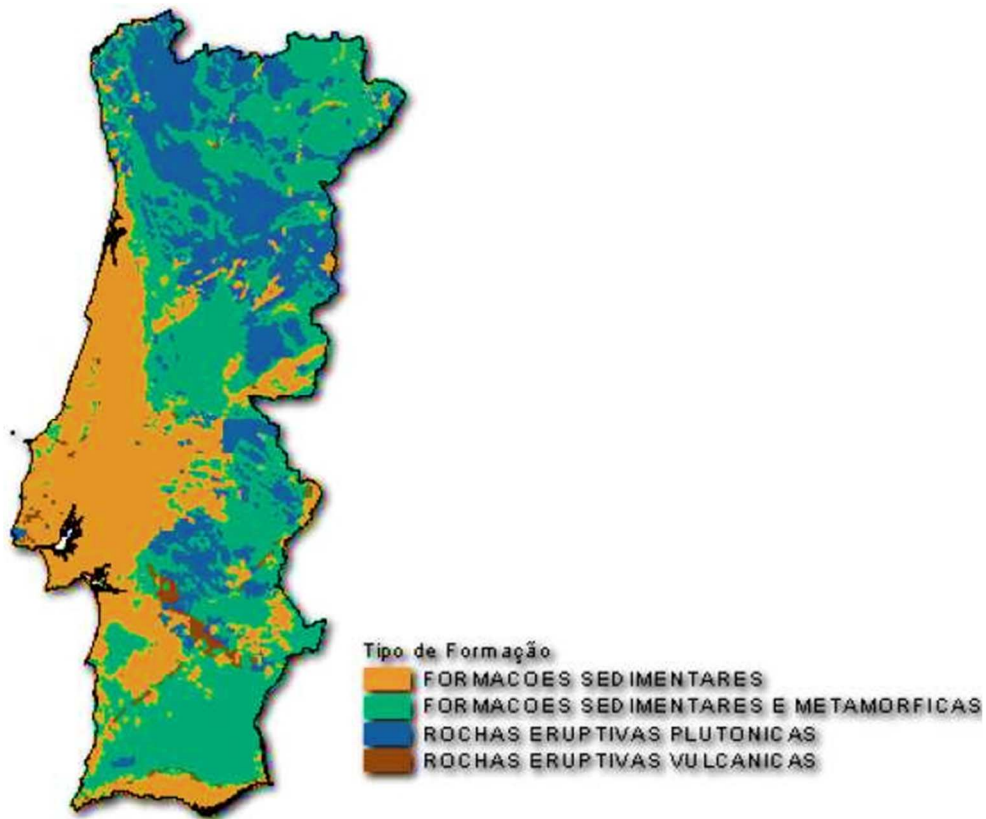 Tipo de Formação
FORMACOES SEDIMENTARES
FORMACOES SEDIMENTARES E METAMORFICAS
ROCHAS ERUPTIVAS PLUTONICAS
ROCHAS ERUPTIVAS VULCANICAS